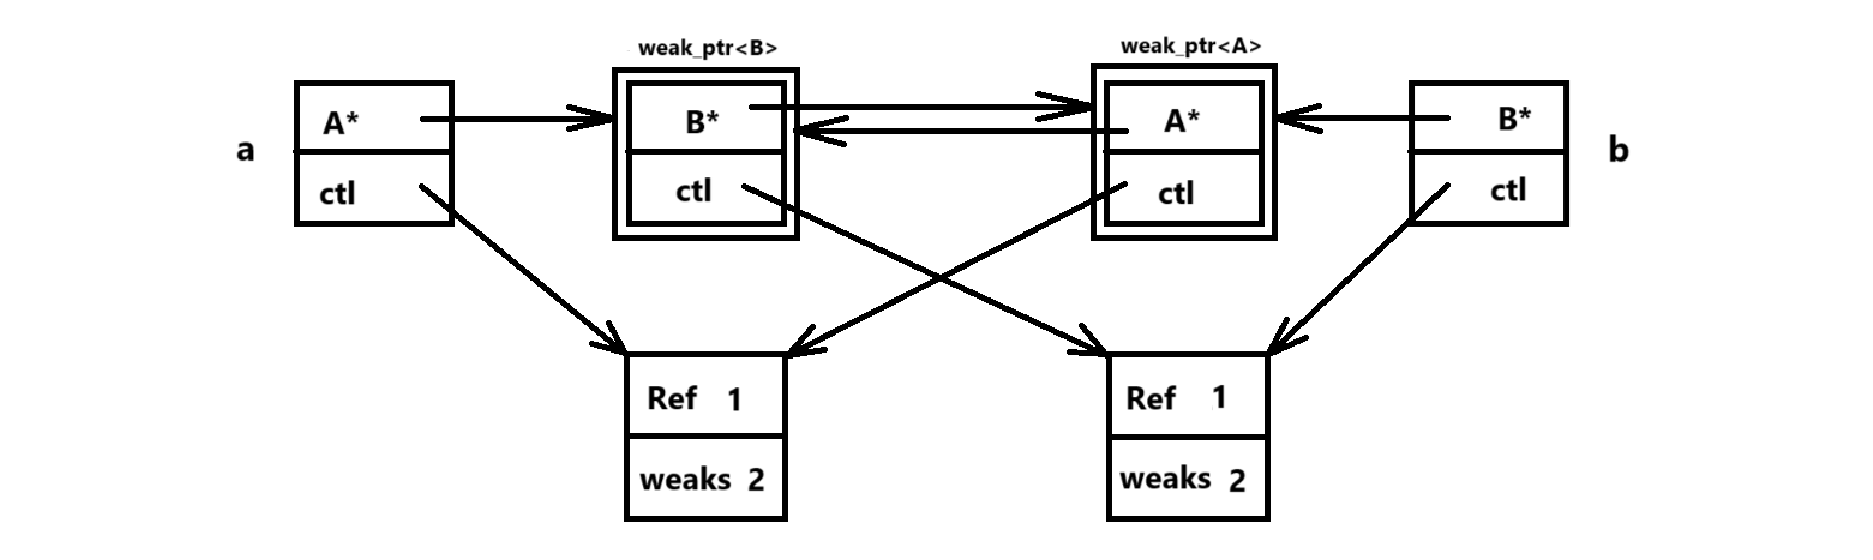 weak_ptr<B> weak_ptr<A>
A* B* A* B*
a b
ctl ctl ctl ctl
Ref 1 Ref 1
weaks 2 weaks 2